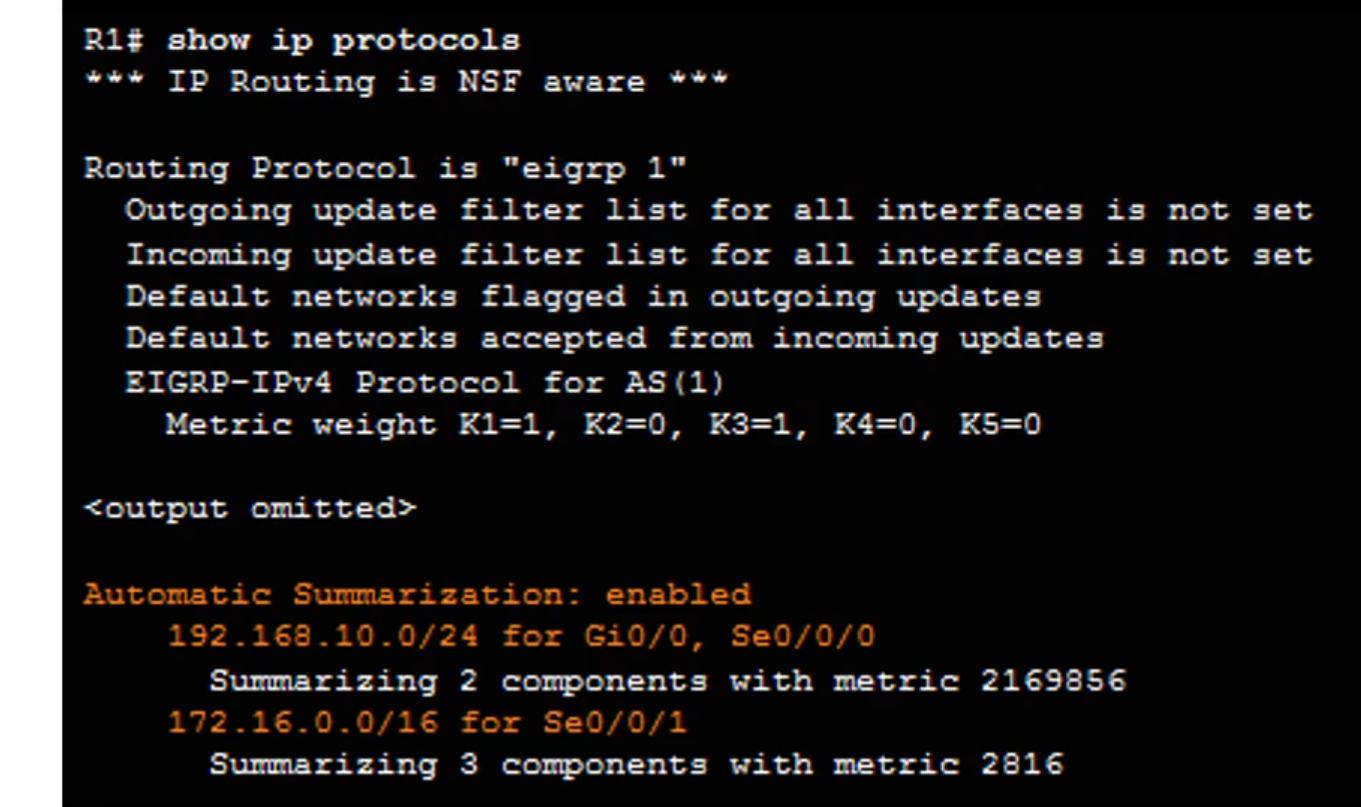 R1# show ip protocols
*** IP Routing is NSF aware ***
Routing Protocol is "eigrp 1"
Outgoing update filter list for all interfaces is not set
Incoming update filter list for all interfaces is not set
Default networks flagged in outgoing updates
Default networks accepted from incoming updates
EIGRP-IPv4 Protocol for AS(1)
Metric weight K1=1, K2=0, K3=1, K4=0, K5=0
<output omitted>
Automatic Summarization: enabled
192.168.10.0/24 for Gi0/0, Se0/0/0
Summarizing 2 components with metric 2169856
172.16.0.0/16 for Se0/0/1
Summarizing 3 components with metric 2816